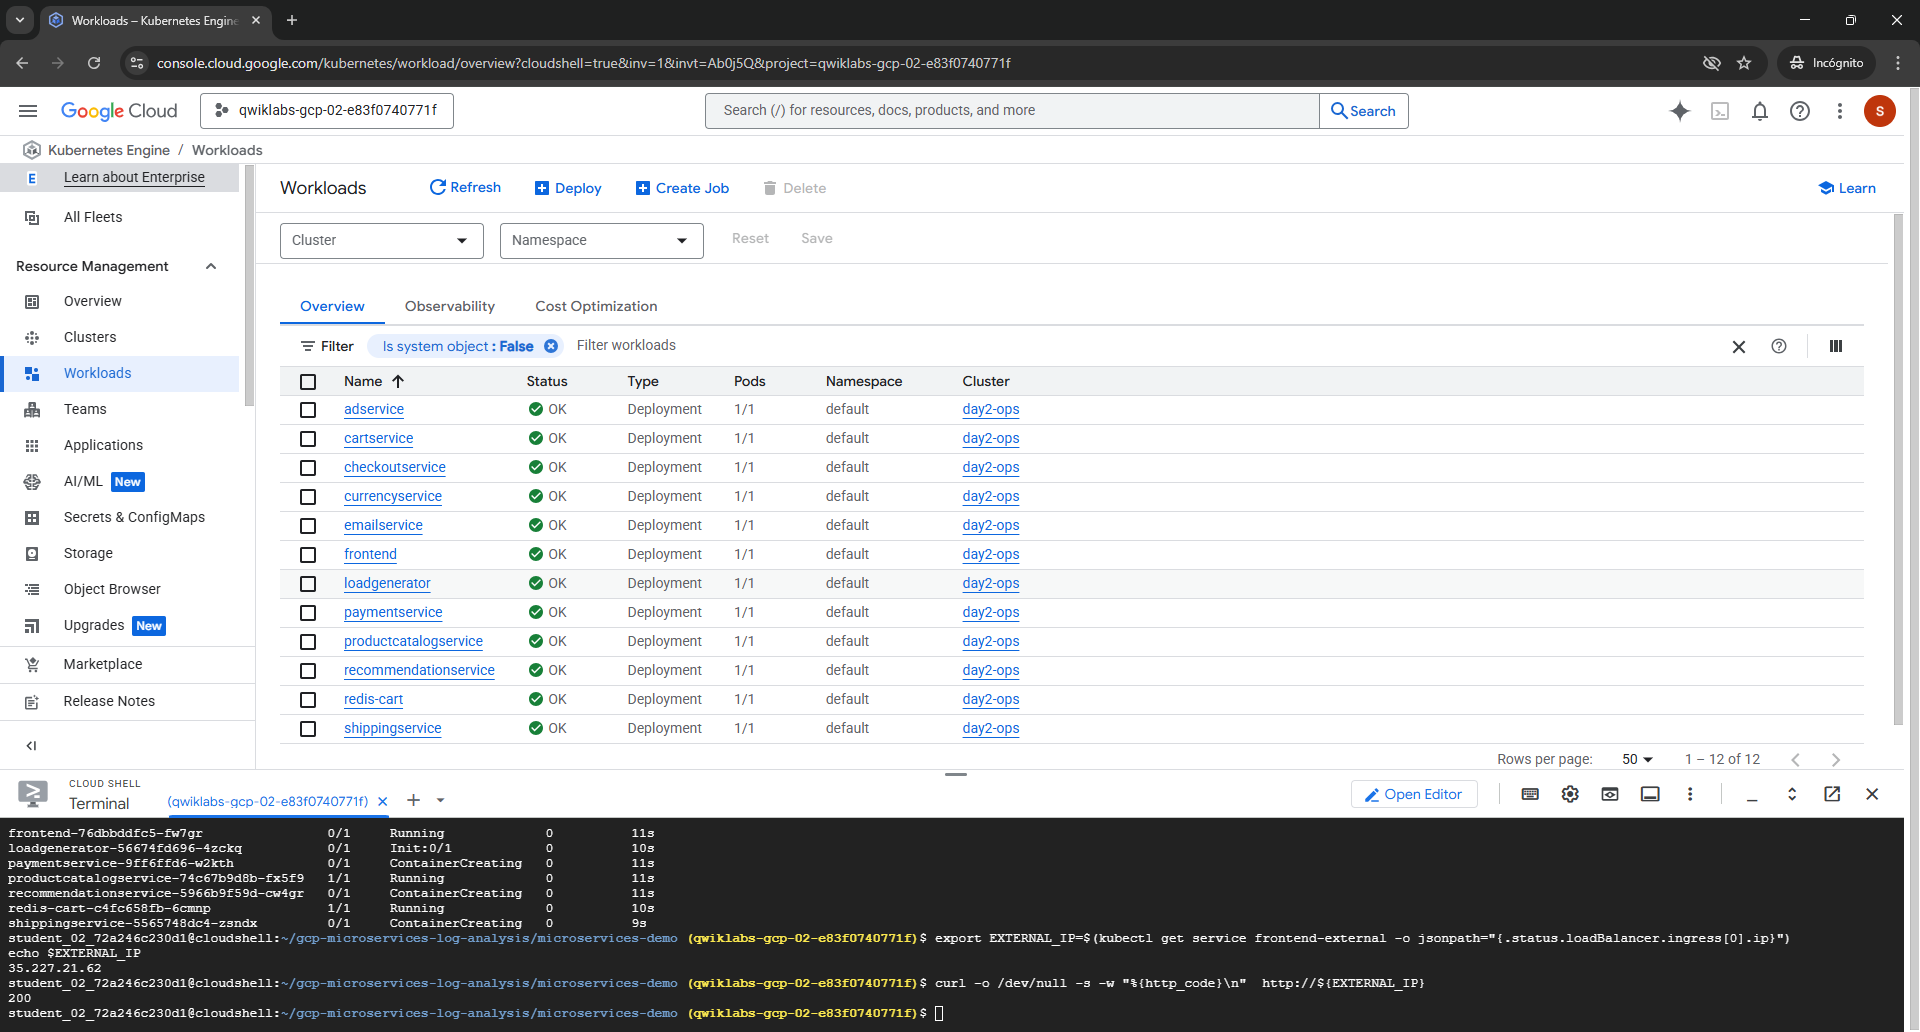 Workloads – Kubernetes Engine
console.cloud.google.com/kubernetes/workload/overview?cloudshell=true&inv=1&invt=Ab0j5Q&project=qwiklabs-gcp-02-e83f0740771f
Incógnito
Google Cloud
qwiklabs-gcp-02-e83f0740771f
Search (/) for resources, docs, products, and more
Search
S
Kubernetes Engine / Workloads
E Learn about Enterprise
All Fleets
Resource Management
Overview
Clusters
Workloads
Teams
Applications
AI/ML New
Secrets & ConfigMaps
Storage
Object Browser
Upgrades New
Marketplace
Release Notes
Workloads
Refresh
Deploy
Create Job
Delete
Learn
Cluster
Namespace
Reset
Save
Overview
Observability
Cost Optimization
Filter
Is system object : False
Filter workloads
Name Status Type Pods Namespace Cluster
adservice OK Deployment 1/1 default day2-ops
cartservice OK Deployment 1/1 default day2-ops
checkoutservice OK Deployment 1/1 default day2-ops
currencyservice OK Deployment 1/1 default day2-ops
emailservice OK Deployment 1/1 default day2-ops
frontend OK Deployment 1/1 default day2-ops
loadgenerator OK Deployment 1/1 default day2-ops
paymentservice OK Deployment 1/1 default day2-ops
productcatalogservice OK Deployment 1/1 default day2-ops
recommendationservice OK Deployment 1/1 default day2-ops
redis-cart OK Deployment 1/1 default day2-ops
shippingservice OK Deployment 1/1 default day2-ops
Rows per page: 50 1 – 12 of 12
CLOUD SHELL
Terminal
(qwiklabs-gcp-02-e83f0740771f)
Open Editor
frontend-76dbbddfc5-fw7gr 0/1 Running 0 11s
loadgenerator-56674fd696-4zckq 0/1 Init:0/1 0 10s
paymentservice-9ff6ffd6-w2kth 0/1 ContainerCreating 0 11s
productcatalogservice-74c67b9d8b-fx5f9 1/1 Running 0 11s
recommendationservice-5966b9f59d-cw4gr 0/1 ContainerCreating 0 11s
redis-cart-c4fc658fb-6cmnp 1/1 Running 0 10s
shippingservice-5565748dc4-zsndx 0/1 ContainerCreating 0 9s
student_02_72a246c230d1@cloudshell:~/gcp-microservices-log-analysis/microservices-demo (qwiklabs-gcp-02-e83f0740771f)$ export EXTERNAL_IP=$(kubectl get service frontend-external -o jsonpath="{.status.loadBalancer.ingress[0].ip}")
echo $EXTERNAL_IP
35.227.21.62
student_02_72a246c230d1@cloudshell:~/gcp-microservices-log-analysis/microservices-demo (qwiklabs-gcp-02-e83f0740771f)$ curl -o /dev/null -s -w "%{http_code}\n" http://${EXTERNAL_IP}
200
student_02_72a246c230d1@cloudshell:~/gcp-microservices-log-analysis/microservices-demo (qwiklabs-gcp-02-e83f0740771f)$